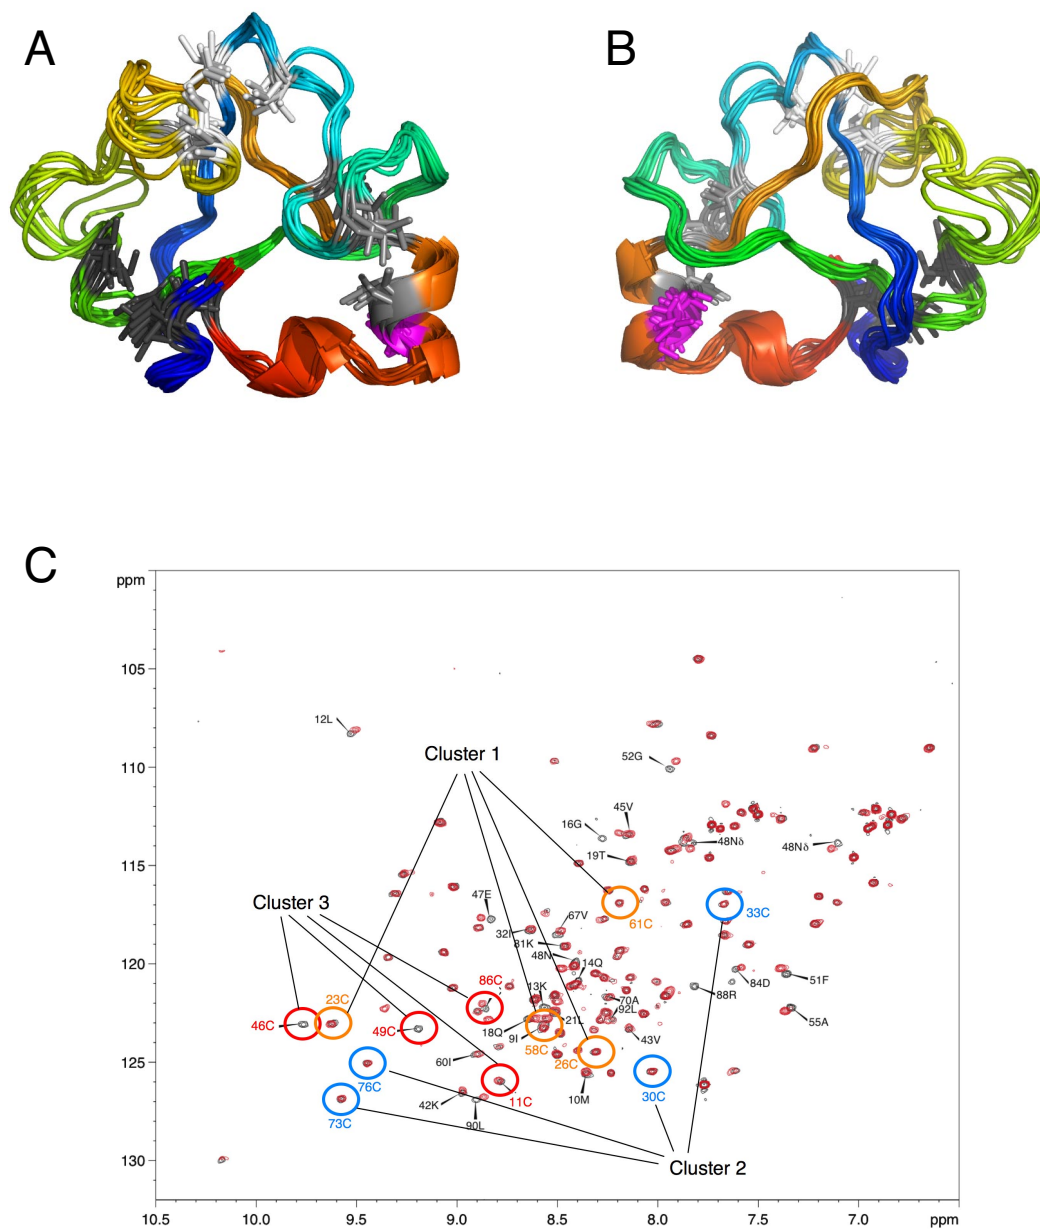 A
B
C
ppm
105
110
115
120
125
130
10.5
10.0
9.5
9.0
8.5
8.0
7.5
7.0
ppm
Cluster 1
Cluster 2
Cluster 3
12L
52G
16G
45V
19T
48Nδ
48Nδ
47E
67V
32I
81K
48N
14Q
13K
61C
33C
86C
46C
23C
49C
18Q
9I
21L
58C
70A
92L
43V
88R
84D
51F
55A
60I
26C
10M
30C
76C
73C
42K
90L
11C